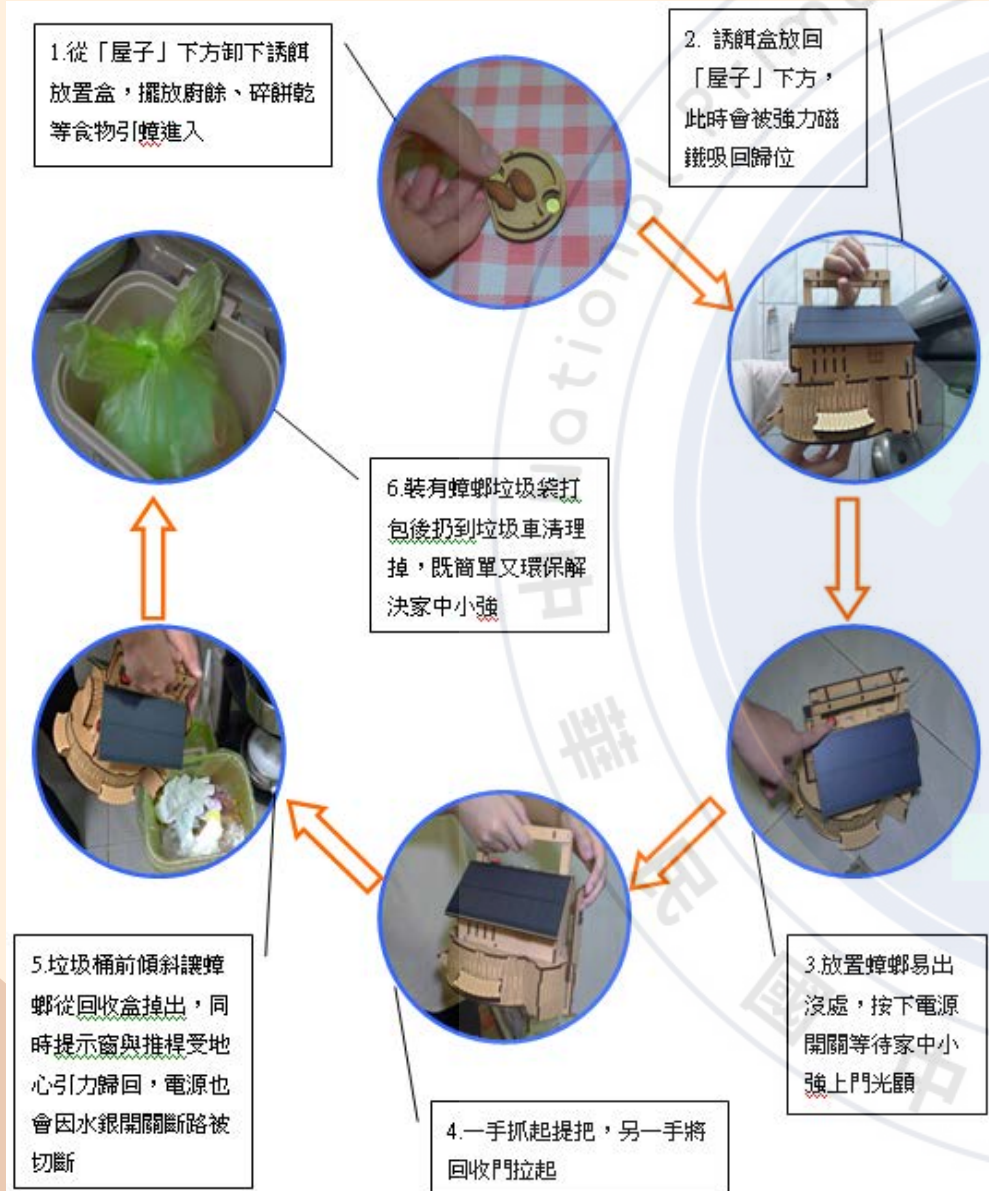 1.從「屋子」下方卸下誘餌
放置盒，擺放廚餘、碎餅乾
等食物引蟑進入
2. 誘餌盒放回
「屋子」下方，
此時會被強力磁
鐵吸回歸位
3.放置蟑螂易出
沒處，按下電源
開關等待家中小
強上門光顧
4.一手抓起提把，另一手將
回收門拉起
5.垃圾桶前傾斜讓蟑
螂從回收盒掉出，同
時提示窗與推桿受地
心引力歸回，電源也
會因水銀開關斷路被
切斷
6.裝有蟑螂垃圾袋打
包後扔到垃圾車清理
掉，既簡單又環保解
決家中小強
National Prim
中華民國中